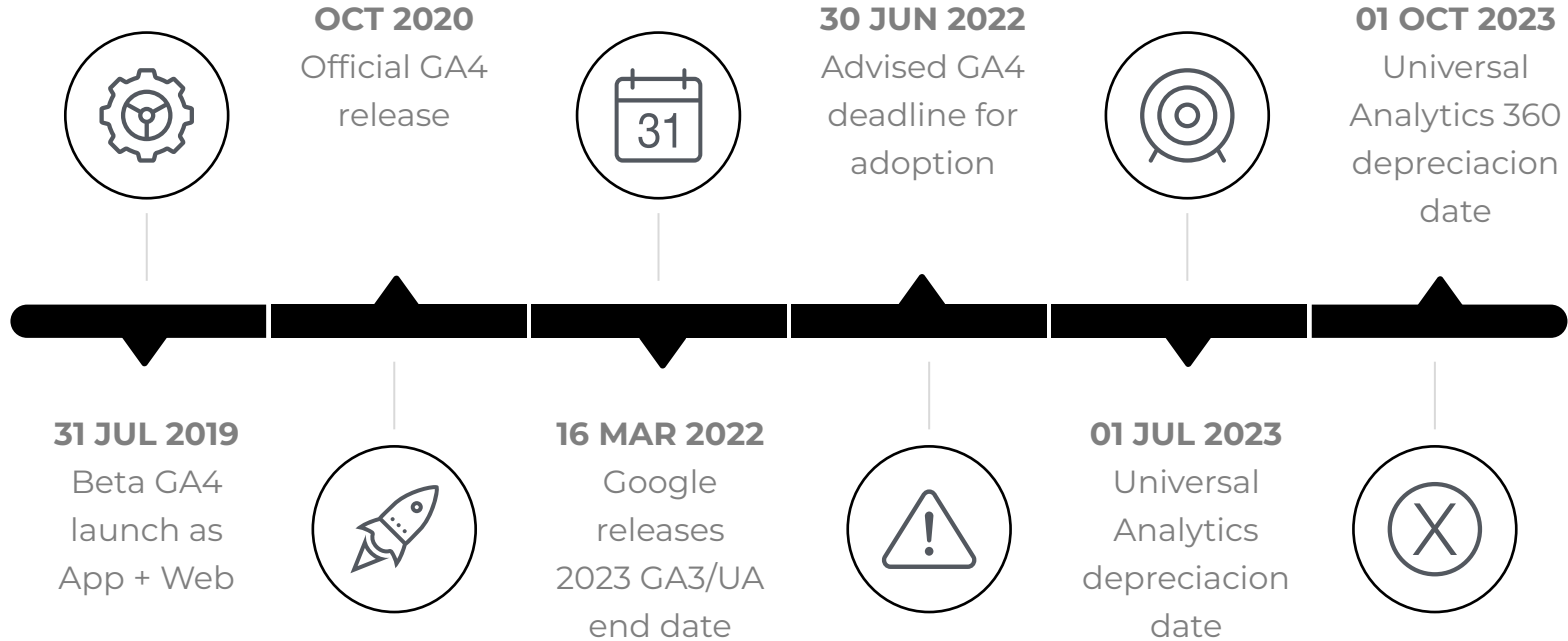 31 JUL 2019
Beta GA4
launch as
App + Web
OCT 2020
Official GA4
release
31
16 MAR 2022
Google
releases
2023 GA3/UA
end date
30 JUN 2022
Advised GA4
deadline for
adoption
01 JUL 2023
Universal
Analytics
depreciacion
date
01 OCT 2023
Universal
Analytics 360
depreciacion
date
X